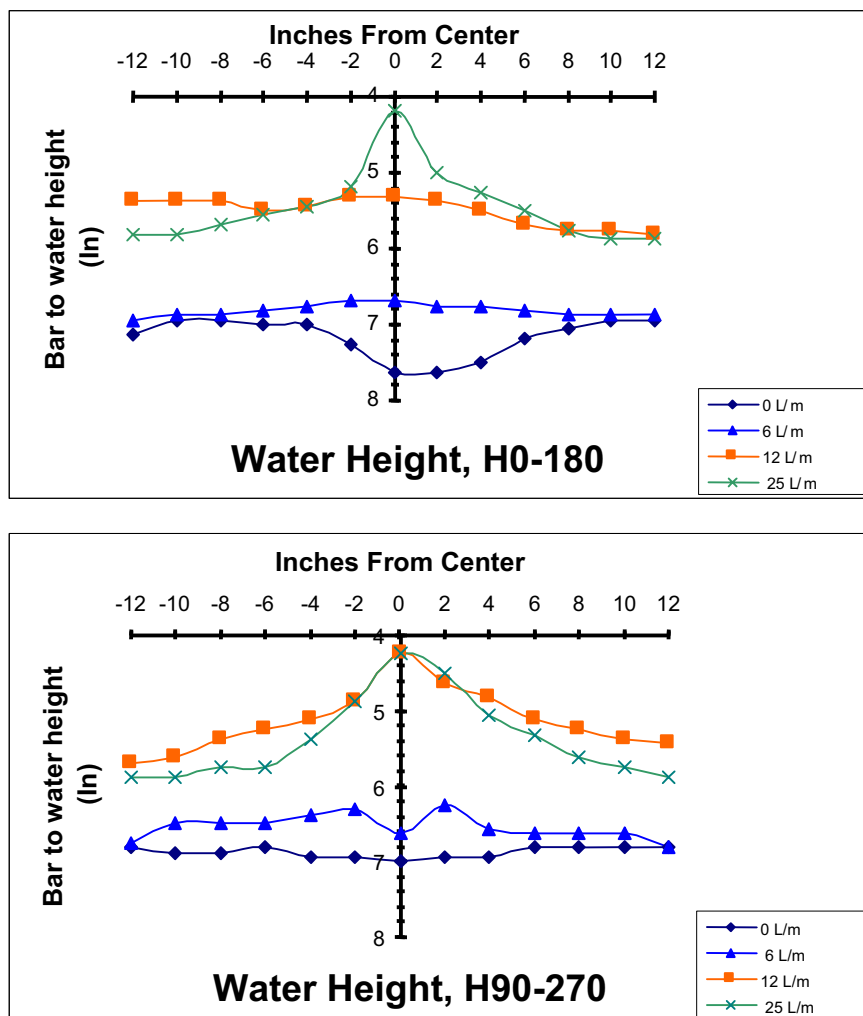 Inches From Center
-12 -10 -8 -6 -4 -2 0 2 4 6 8 10 12
4
5
6
7
8
Bar to water height
(In)
Water Height, H0-180
0 L/m
6 L/m
12 L/m
25 L/m
Inches From Center
-12 -10 -8 -6 -4 -2 0 2 4 6 8 10 12
4
5
6
7
8
Bar to water height
(In)
Water Height, H90-270
0 L/m
6 L/m
12 L/m
25 L/m